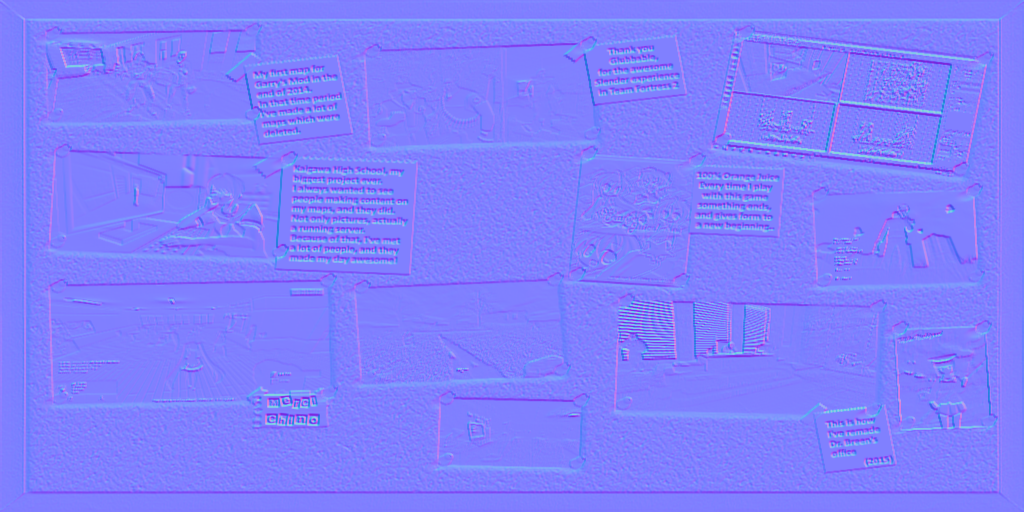 My first map for
Garry's Mod in the
end of 2014.
In that time period
I've made a lot of
maps which were
deleted.
Thank you
for the awesome
Slender experience
in Team Fortress 2
Kaigawa High School, my
biggest project ever.
I always wanted to see
people making content on
my maps, and they did.
Not only pictures, actually
a running server.
Because of that, I've met
a lot of people, and they
made my day awesome!
100% Orange Juice
Every time I play
with this game
something ends,
and gives form to
a new beginning...
Merci
Chino
This is how
I've remade
Dr. Breen's
office
(2015)